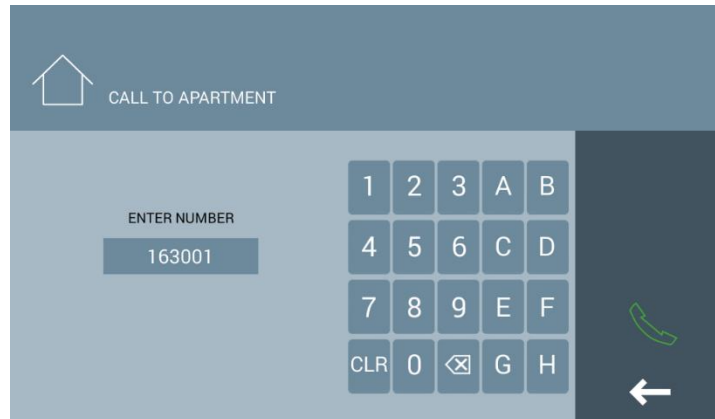 CALL TO APARTMENT
ENTER NUMBER
163001
1 2 3 A B
4 5 6 C D
7 8 9 E F
CLR 0 G H